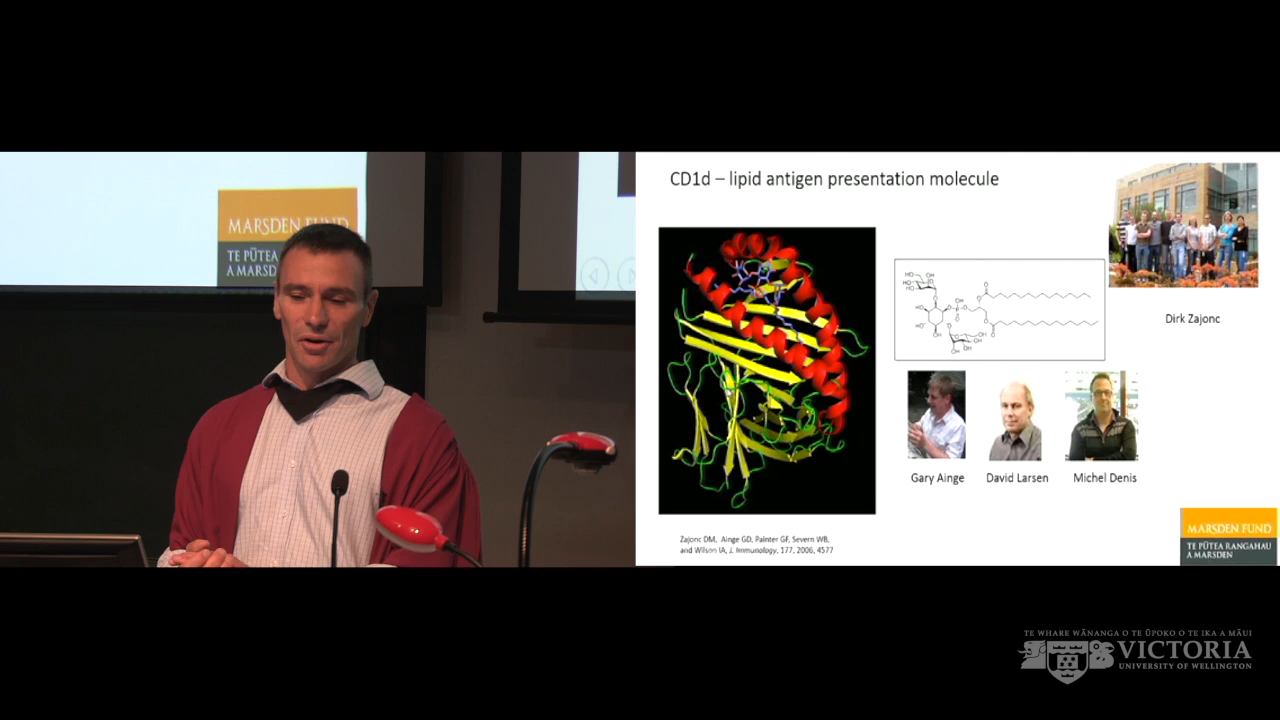 MARSDEN FUND
TE PŪTEA
A MARSD
CD1d – lipid antigen presentation molecule
Dirk Zajonc
Gary Ainge
David Larsen
Michel Denis
Zajonc DM, Ainge GD, Painter GF, Severn WB,
and Wilson IA, J. Immunology, 177, 2006, 4577
MARSDEN FUND
TE PŪTEA RANGAHAU
A MARSDEN
TE WHARE WĀNANGA O TE ŪPOKO O TE IKA A MĀUI
VICTORIA
UNIVERSITY OF WELLINGTON